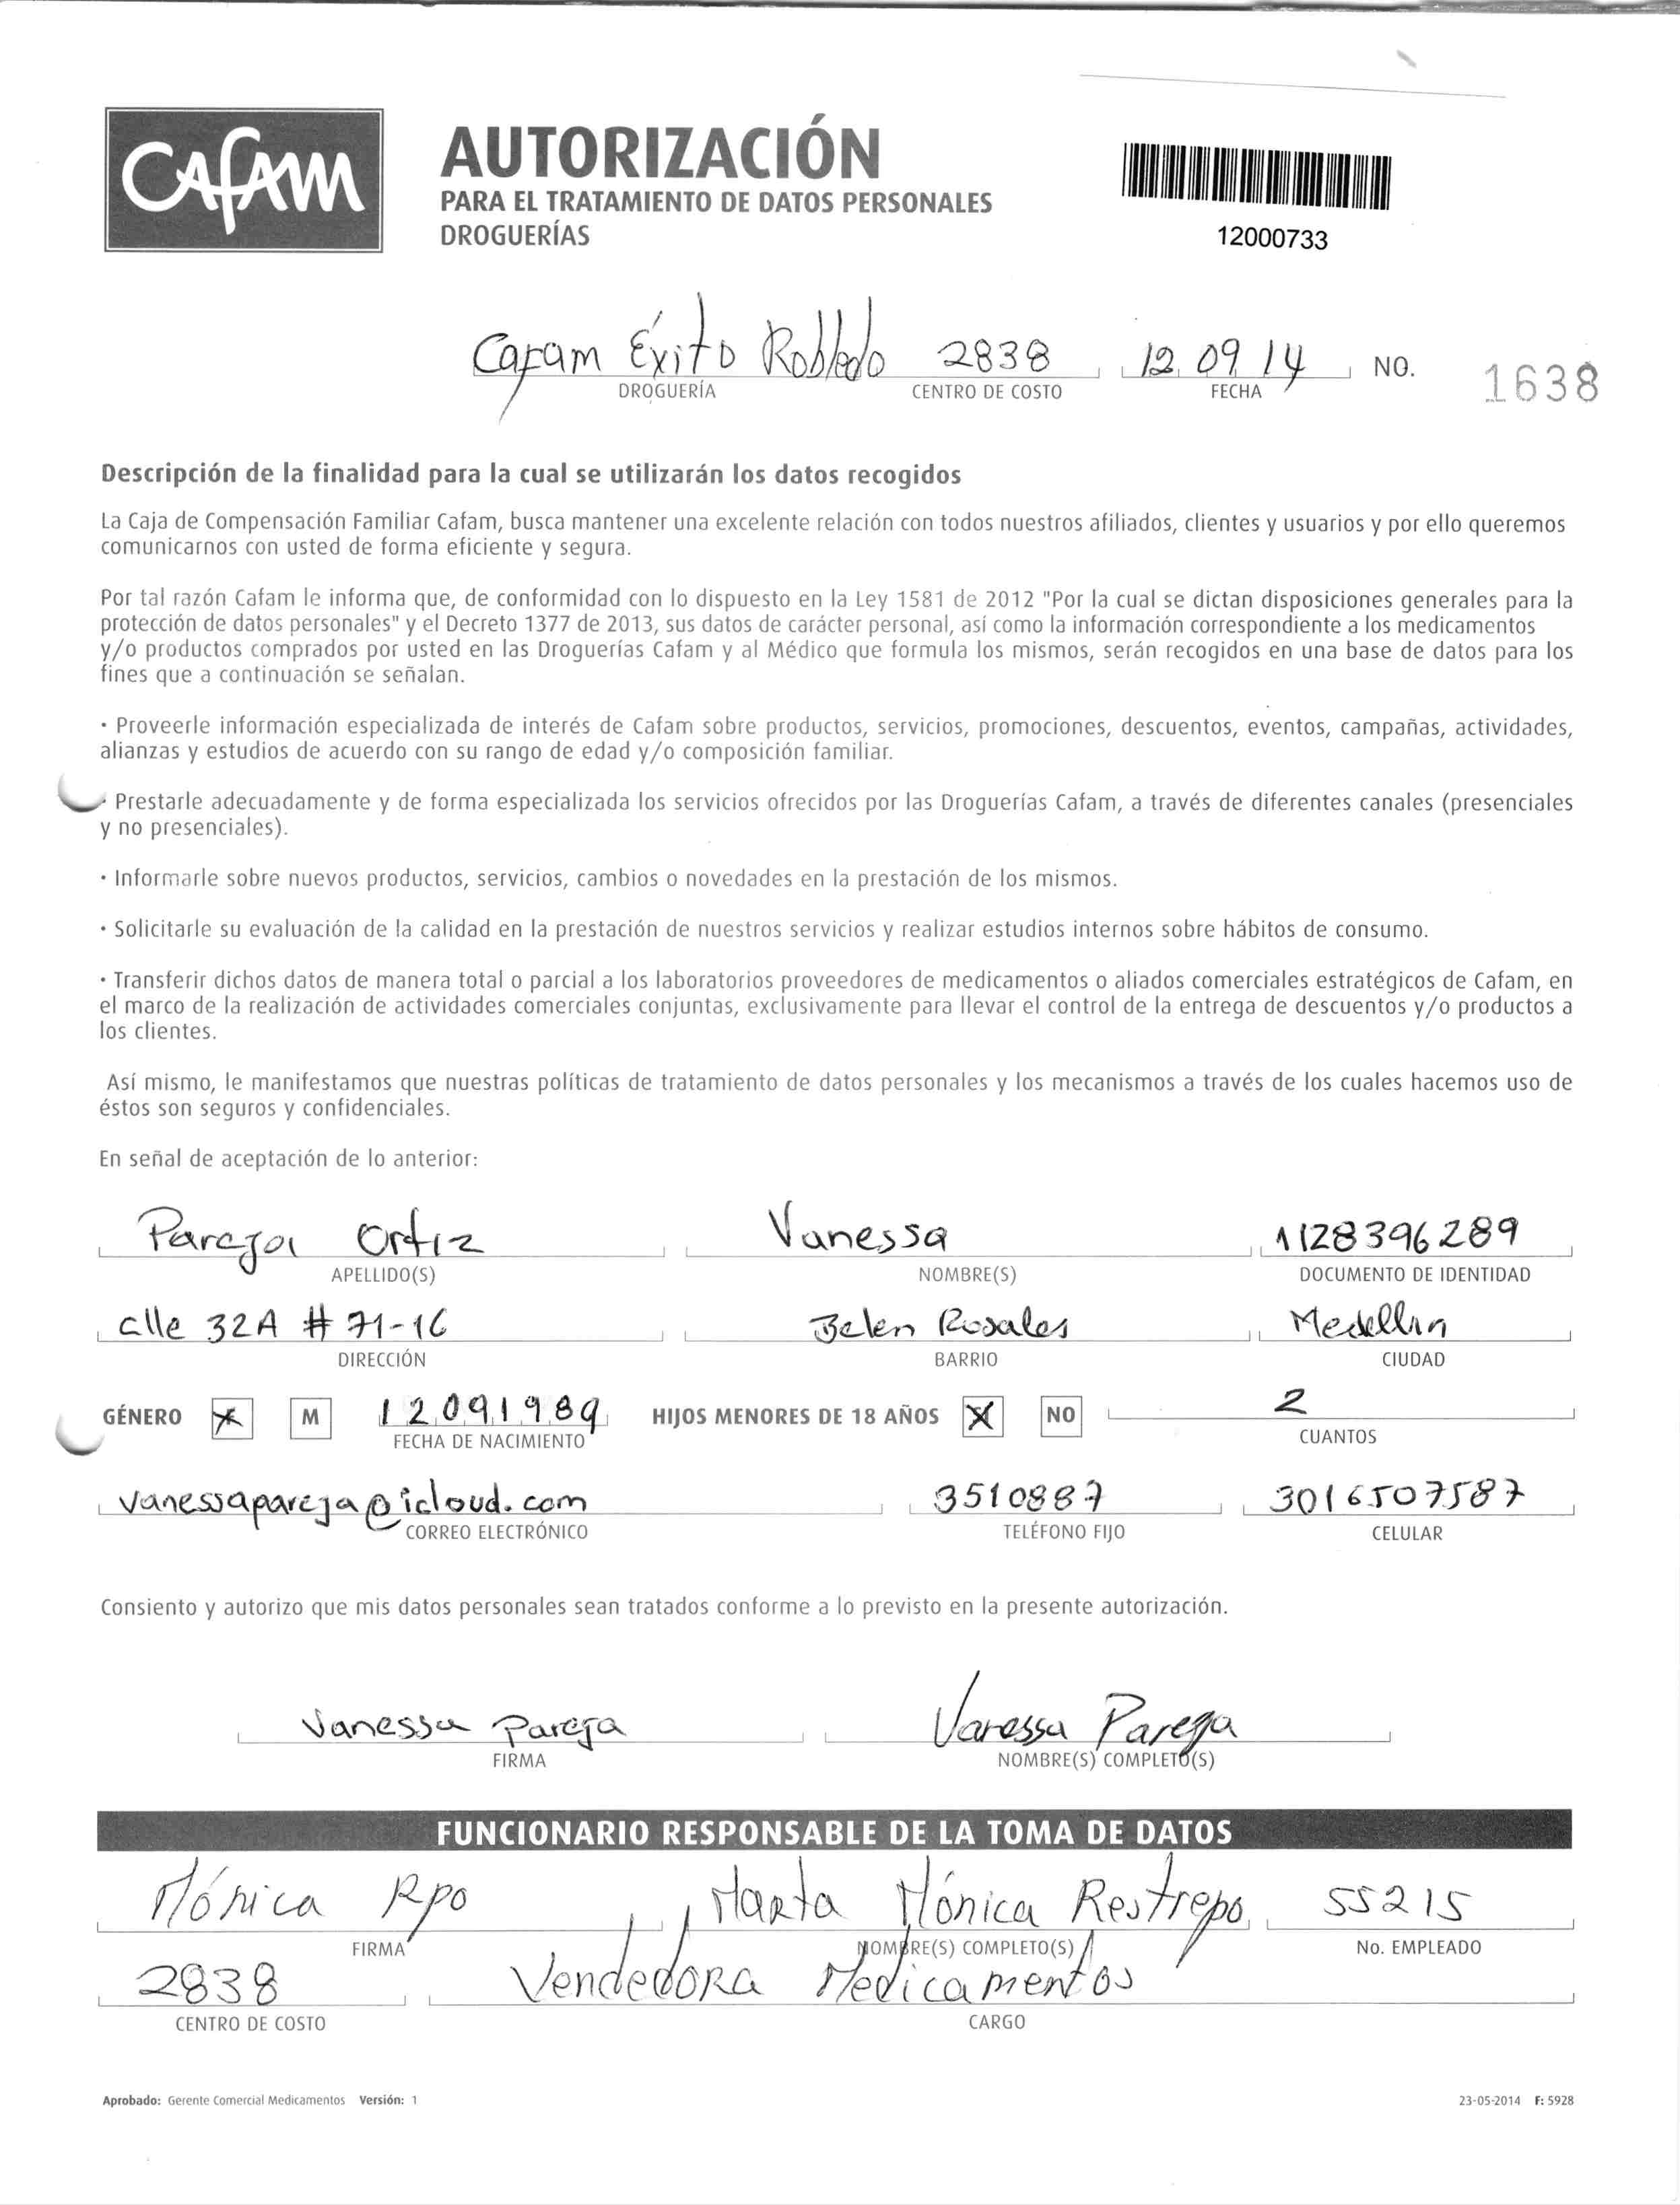 CAFAM
AUTORIZACIÓN
PARA EL TRATAMIENTO DE DATOS PERSONALES
DROGUERÍAS
12000733
Cafam Éxito Robledo 2838 12 09 14 NO. 1638
DROGUERÍA CENTRO DE COSTO FECHA
Descripción de la finalidad para la cual se utilizarán los datos recogidos
La Caja de Compensación Familiar Cafam, busca mantener una excelente relación con todos nuestros afiliados, clientes y usuarios y por ello queremos
comunicarnos con usted de forma eficiente y segura.
Por tal razón Cafam le informa que, de conformidad con lo dispuesto en la Ley 1581 de 2012 "Por la cual se dictan disposiciones generales para la
protección de datos personales" y el Decreto 1377 de 2013, sus datos de carácter personal, así como la información correspondiente a los medicamentos
y/o productos comprados por usted en las Droguerías Cafam y al Médico que formula los mismos, serán recogidos en una base de datos para los
fines que a continuación se señalan.
· Proveerle información especializada de interés de Cafam sobre productos, servicios, promociones, descuentos, eventos, campañas, actividades,
alianzas y estudios de acuerdo con su rango de edad y/o composición familiar.
· Prestarle adecuadamente y de forma especializada los servicios ofrecidos por las Droguerías Cafam, a través de diferentes canales (presenciales
y no presenciales).
· Informarle sobre nuevos productos, servicios, cambios o novedades en la prestación de los mismos.
· Solicitarle su evaluación de la calidad en la prestación de nuestros servicios y realizar estudios internos sobre hábitos de consumo.
· Transferir dichos datos de manera total o parcial a los laboratorios proveedores de medicamentos o aliados comerciales estratégicos de Cafam, en
el marco de la realización de actividades comerciales conjuntas, exclusivamente para llevar el control de la entrega de descuentos y/o productos a
los clientes.
Así mismo, le manifestamos que nuestras políticas de tratamiento de datos personales y los mecanismos a través de los cuales hacemos uso de
éstos son seguros y confidenciales.
En señal de aceptación de lo anterior:
Pareja Ortiz Vanessa 1128396289
APELLIDO(S) NOMBRE(S) DOCUMENTO DE IDENTIDAD
clle 32A # 71-16 Belen Rosales Medellin
DIRECCIÓN BARRIO CIUDAD
GÉNERO X M 12091989 HIJOS MENORES DE 18 AÑOS X NO 2
FECHA DE NACIMIENTO CUANTOS
vanessapareja@icloud.com 3510887 3016507587
CORREO ELECTRÓNICO TELÉFONO FIJO CELULAR
Consiento y autorizo que mis datos personales sean tratados conforme a lo previsto en la presente autorización.
Vanessa Pareja Vanessa Pareja
FIRMA NOMBRE(S) COMPLETO(S)
FUNCIONARIO RESPONSABLE DE LA TOMA DE DATOS
Mónica Rpo Marta Mónica Restrepo 55215
FIRMA NOMBRE(S) COMPLETO(S) No. EMPLEADO
2838 Vendedora Medicamentos
CENTRO DE COSTO CARGO
Aprobado: Gerente Comercial Medicamentos Versión: 1 23-05-2014 F: 5928